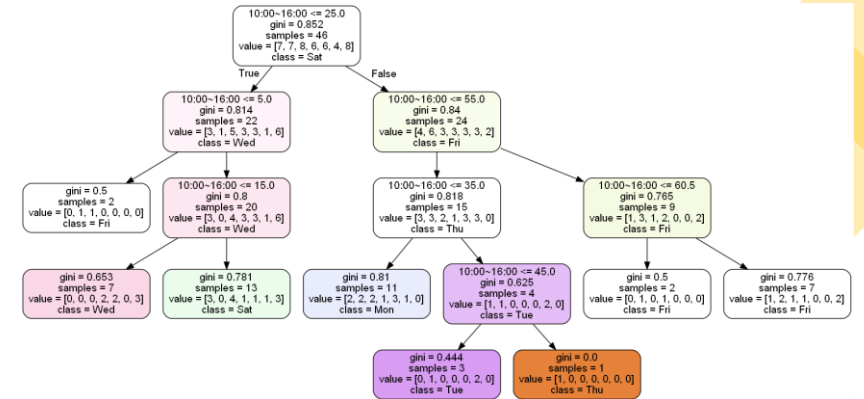 10:00~16:00 <= 25.0
gini = 0.852
samples = 46
value = [7, 7, 8, 6, 6, 4, 8]
class = Sat
True
False
10:00~16:00 <= 5.0
gini = 0.814
samples = 22
value = [3, 1, 5, 3, 3, 1, 6]
class = Wed
10:00~16:00 <= 55.0
gini = 0.84
samples = 24
value = [4, 6, 3, 3, 3, 3, 2]
class = Fri
gini = 0.5
samples = 2
value = [0, 1, 1, 0, 0, 0, 0]
class = Fri
10:00~16:00 <= 15.0
gini = 0.8
samples = 20
value = [3, 0, 4, 3, 3, 1, 6]
class = Wed
10:00~16:00 <= 35.0
gini = 0.818
samples = 15
value = [3, 3, 2, 1, 3, 3, 0]
class = Thu
10:00~16:00 <= 60.5
gini = 0.765
samples = 9
value = [1, 3, 1, 2, 0, 0, 2]
class = Fri
gini = 0.653
samples = 7
value = [0, 0, 0, 2, 2, 0, 3]
class = Wed
gini = 0.781
samples = 13
value = [3, 0, 4, 1, 1, 1, 3]
class = Sat
gini = 0.81
samples = 11
value = [2, 2, 2, 1, 3, 1, 0]
class = Mon
10:00~16:00 <= 45.0
gini = 0.625
samples = 4
value = [1, 1, 0, 0, 0, 2, 0]
class = Tue
gini = 0.5
samples = 2
value = [0, 1, 0, 1, 0, 0, 0]
class = Fri
gini = 0.776
samples = 7
value = [1, 2, 1, 1, 0, 0, 2]
class = Fri
gini = 0.444
samples = 3
value = [0, 1, 0, 0, 0, 2, 0]
class = Tue
gini = 0.0
samples = 1
value = [1, 0, 0, 0, 0, 0, 0]
class = Thu